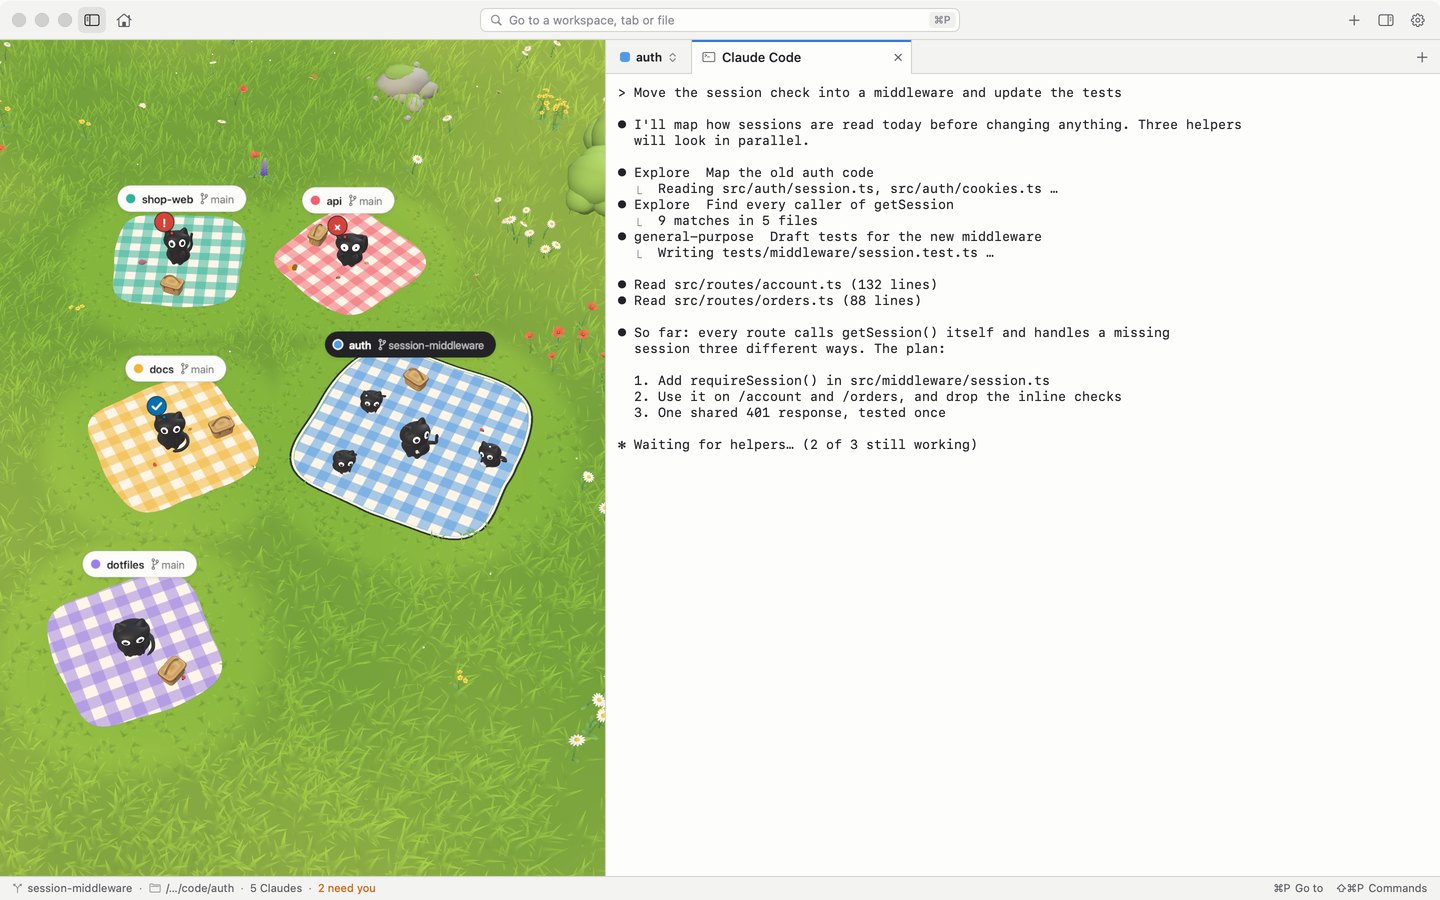 Go to a workspace, tab or file ⌘P
shop-web main
api main
auth session-middleware
docs main
dotfiles main
auth
Claude Code
> Move the session check into a middleware and update the tests
● I'll map how sessions are read today before changing anything. Three helpers
will look in parallel.
● Explore  Map the old auth code
└ Reading src/auth/session.ts, src/auth/cookies.ts …
● Explore  Find every caller of getSession
└ 9 matches in 5 files
● general-purpose  Draft tests for the new middleware
└ Writing tests/middleware/session.test.ts …
● Read src/routes/account.ts (132 lines)
● Read src/routes/orders.ts (88 lines)
● So far: every route calls getSession() itself and handles a missing
session three different ways. The plan:
1. Add requireSession() in src/middleware/session.ts
2. Use it on /account and /orders, and drop the inline checks
3. One shared 401 response, tested once
✻ Waiting for helpers… (2 of 3 still working)
session-middleware · /…/code/auth · 5 Claudes · 2 need you
⌘P Go to ⇧⌘P Commands